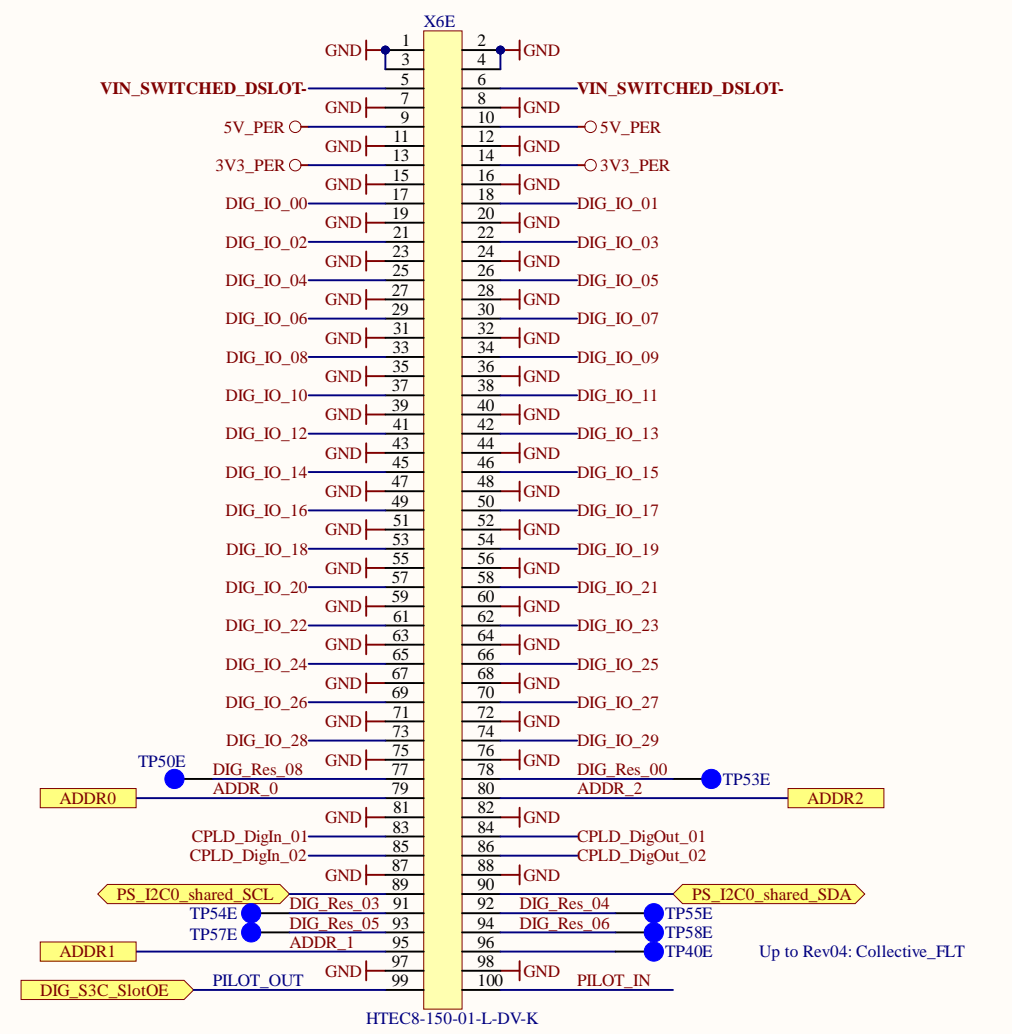 X6E
GND 1 2 GND
3 4
VIN_SWITCHED_DSLOT- 5 6 VIN_SWITCHED_DSLOT-
GND 7 8 GND
5V_PER 9 10 5V_PER
GND 11 12 GND
3V3_PER 13 14 3V3_PER
GND 15 16 GND
DIG_IO_00 17 18 DIG_IO_01
GND 19 20 GND
DIG_IO_02 21 22 DIG_IO_03
GND 23 24 GND
DIG_IO_04 25 26 DIG_IO_05
GND 27 28 GND
DIG_IO_06 29 30 DIG_IO_07
GND 31 32 GND
DIG_IO_08 33 34 DIG_IO_09
GND 35 36 GND
DIG_IO_10 37 38 DIG_IO_11
GND 39 40 GND
DIG_IO_12 41 42 DIG_IO_13
GND 43 44 GND
DIG_IO_14 45 46 DIG_IO_15
GND 47 48 GND
DIG_IO_16 49 50 DIG_IO_17
GND 51 52 GND
DIG_IO_18 53 54 DIG_IO_19
GND 55 56 GND
DIG_IO_20 57 58 DIG_IO_21
GND 59 60 GND
DIG_IO_22 61 62 DIG_IO_23
GND 63 64 GND
DIG_IO_24 65 66 DIG_IO_25
GND 67 68 GND
DIG_IO_26 69 70 DIG_IO_27
GND 71 72 GND
DIG_IO_28 73 74 DIG_IO_29
GND 75 76 GND
TP50E DIG_Res_08 77 78 DIG_Res_00 TP53E
ADDR0 ADDR_0 79 80 ADDR_2 ADDR2
GND 81 82 GND
CPLD_DigIn_01 83 84 CPLD_DigOut_01
CPLD_DigIn_02 85 86 CPLD_DigOut_02
GND 87 88 GND
PS_I2C0_shared_SCL 89 90 PS_I2C0_shared_SDA
TP54E DIG_Res_03 91 92 DIG_Res_04 TP55E
TP57E DIG_Res_05 93 94 DIG_Res_06 TP58E
ADDR1 ADDR_1 95 96 TP40E Up to Rev04: Collective_FLT
GND 97 98 GND
DIG_S3C_SlotOE PILOT_OUT 99 100 PILOT_IN
HTEC8-150-01-L-DV-K